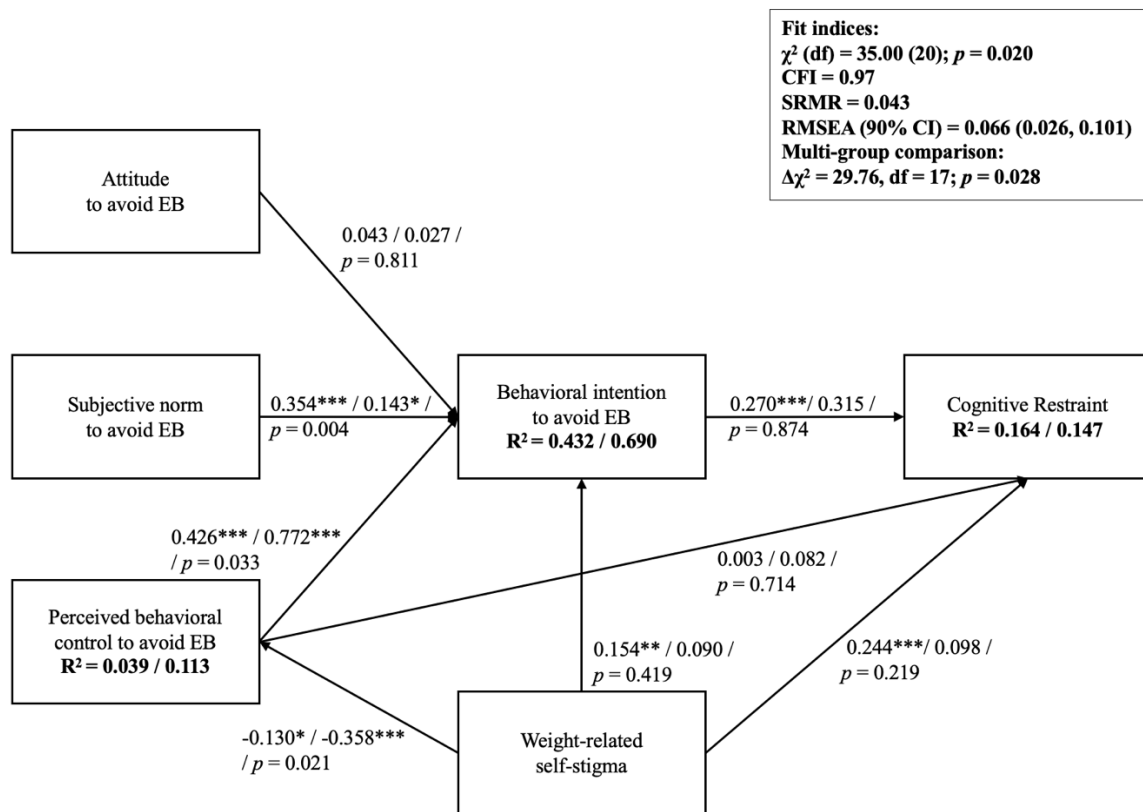 Fit indices:
χ² (df) = 35.00 (20); p = 0.020
CFI = 0.97
SRMR = 0.043
RMSEA (90% CI) = 0.066 (0.026, 0.101)
Multi-group comparison:
Δχ² = 29.76, df = 17; p = 0.028
Attitude
to avoid EB
0.043 / 0.027 /
p = 0.811
Subjective norm
to avoid EB
0.354*** / 0.143* /
p = 0.004
Behavioral intention
to avoid EB
R² = 0.432 / 0.690
0.270***/ 0.315 /
p = 0.874
Cognitive Restraint
R² = 0.164 / 0.147
0.426*** / 0.772***
/ p = 0.033
0.003 / 0.082 /
p = 0.714
Perceived behavioral
control to avoid EB
R² = 0.039 / 0.113
0.154** / 0.090 /
p = 0.419
0.244***/ 0.098 /
p = 0.219
-0.130* / -0.358***
/ p = 0.021
Weight-related
self-stigma